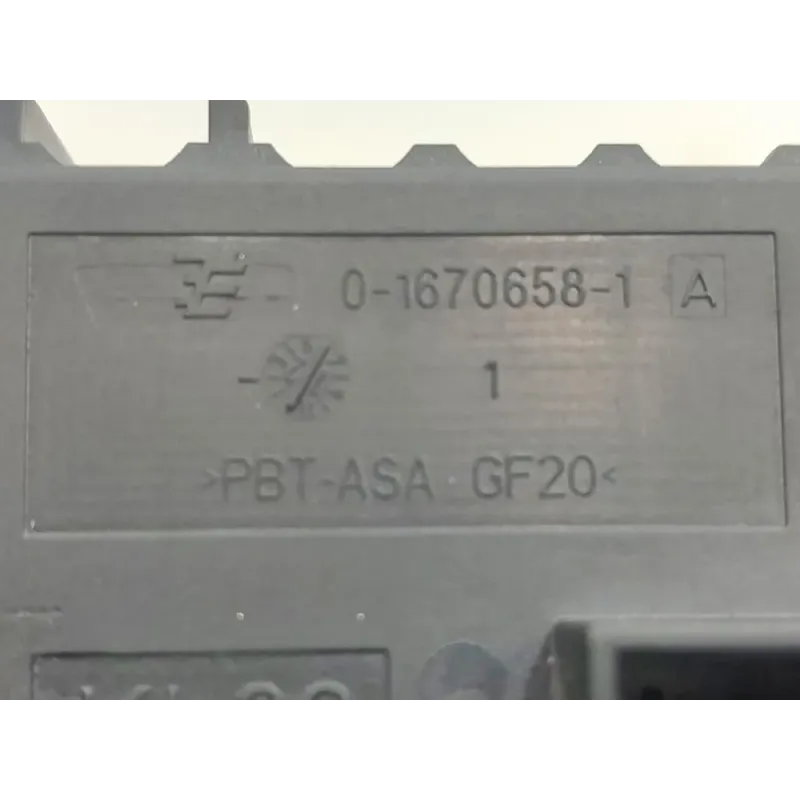 0-1670658-1 A
- 1
>PBT-ASA GF20<